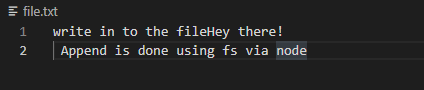 file.txt
1 write in to the fileHey there!
2 Append is done using fs via node